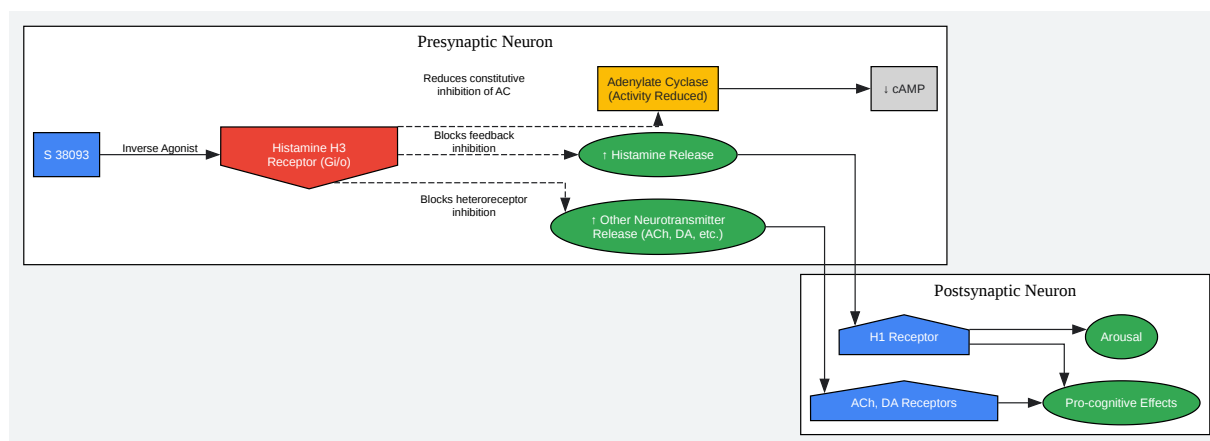 Presynaptic Neuron
Reduces constitutive
inhibition of AC
Adenylate Cyclase
(Activity Reduced)
↓ cAMP
S 38093
Inverse Agonist
Histamine H3
Receptor (Gi/o)
Blocks feedback
inhibition
↑ Histamine Release
Blocks heteroreceptor
inhibition
↑ Other Neurotransmitter
Release (ACh, DA, etc.)
Postsynaptic Neuron
H1 Receptor
Arousal
ACh, DA Receptors
Pro-cognitive Effects